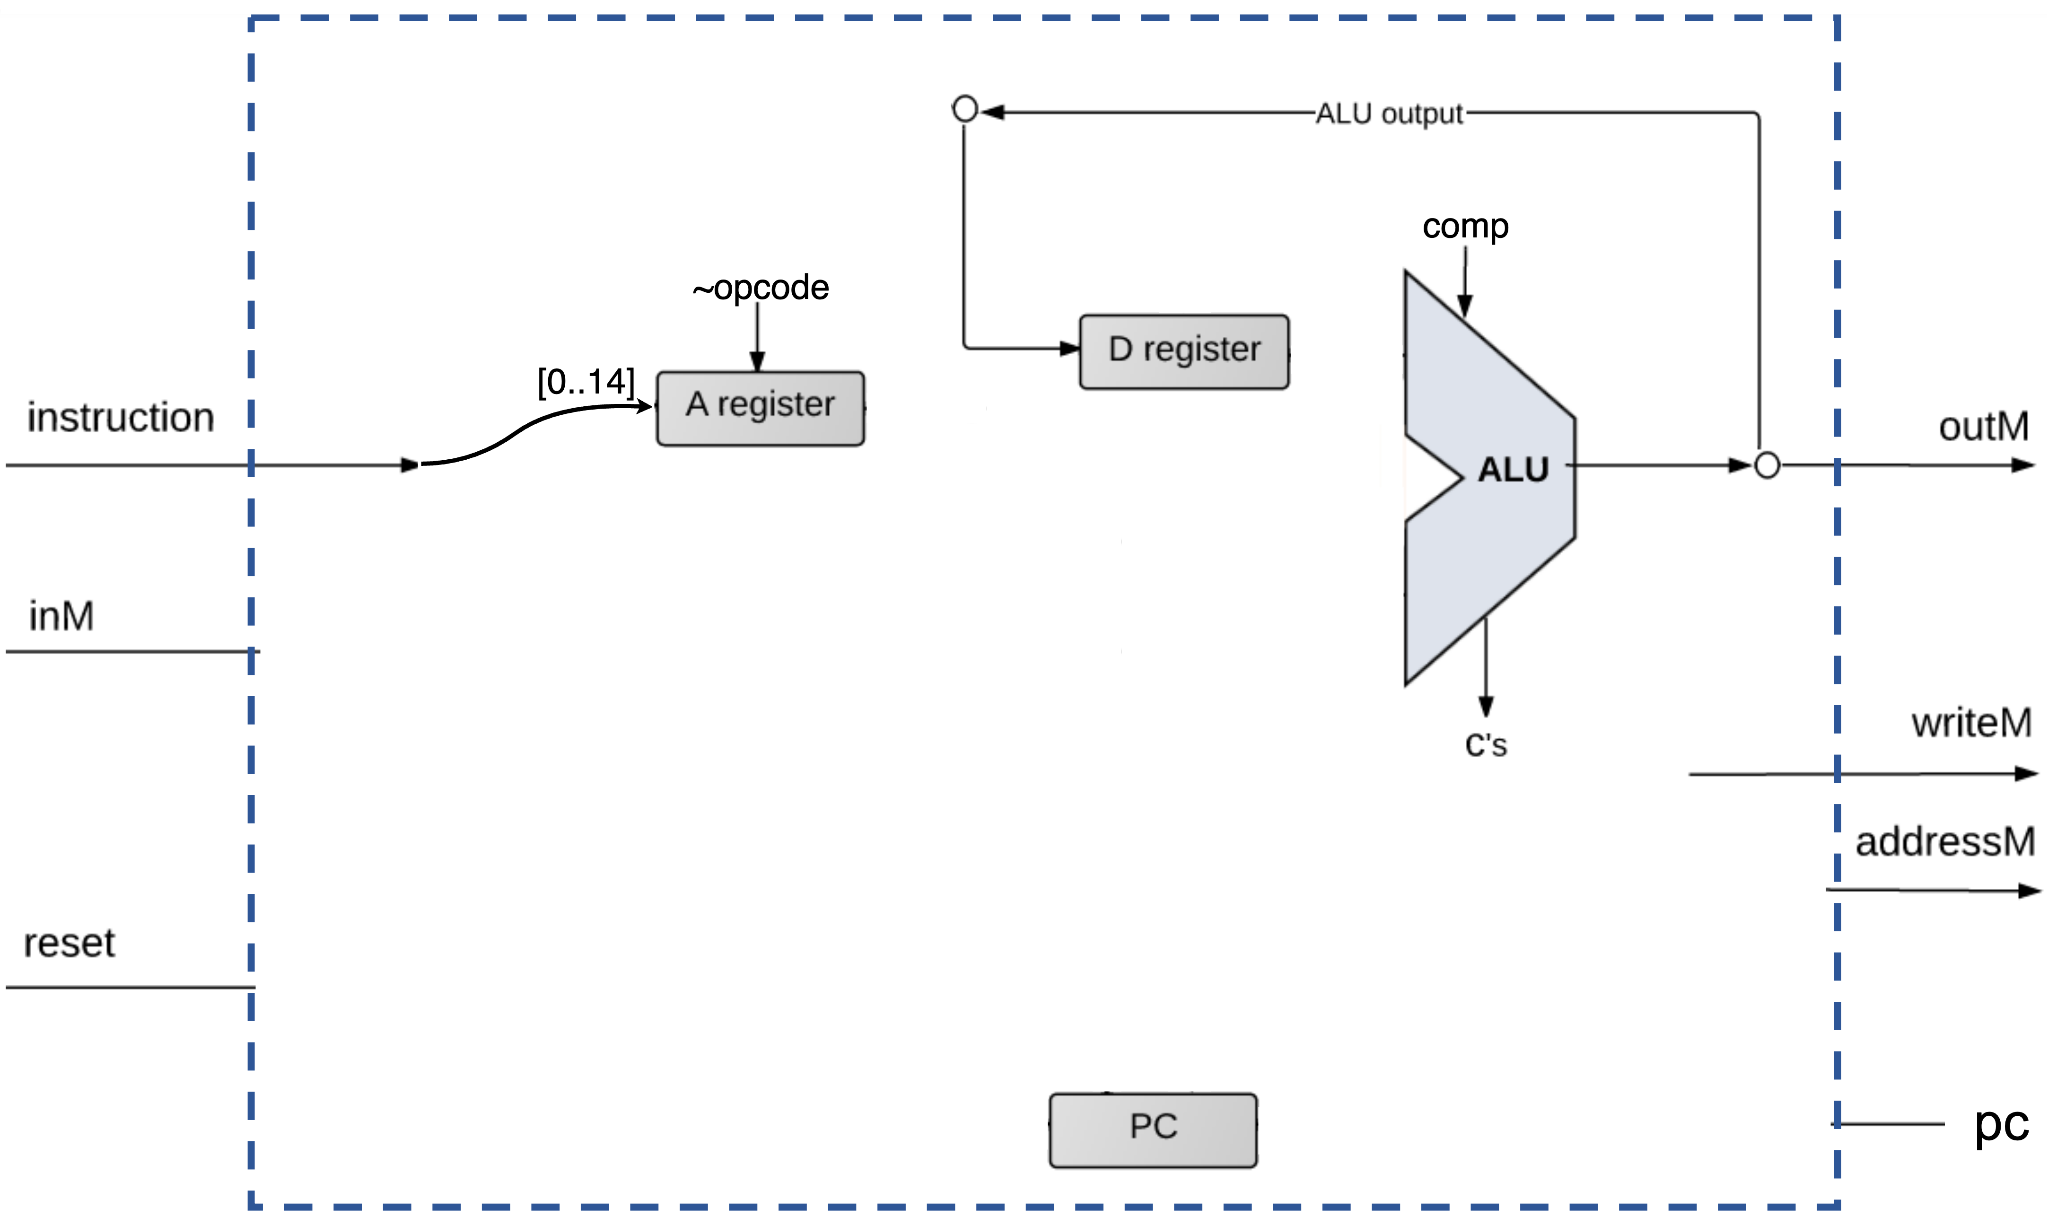 ALU output
comp
~opcode
D register
[0..14]
A register
instruction
outM
ALU
inM
writeM
c's
addressM
reset
PC
pc